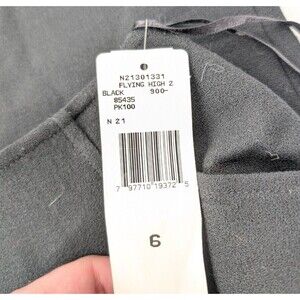 N21301331
FLYING HIGH 2
BLACK 900-
85435
PK100
N 21
7 97710 19372 5
6